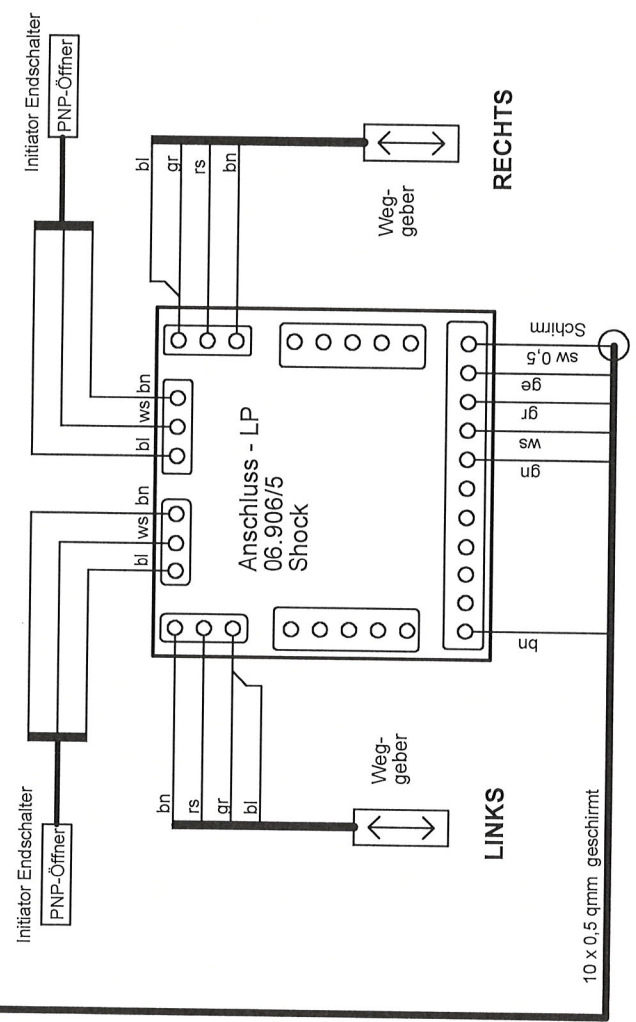 Initiator Endschalter
PNP-Öffner
bl
gr
rs
bn
Weg-
geber
RECHTS
bl
ws
bn
bl
ws
bn
Anschluss - LP
06.906/5
Shock
Schirm
sw 0,5
ge
gr
ws
gn
bn
Initiator Endschalter
PNP-Öffner
bn
rs
gr
bl
Weg-
geber
LINKS
10 x 0,5 qmm geschirmt